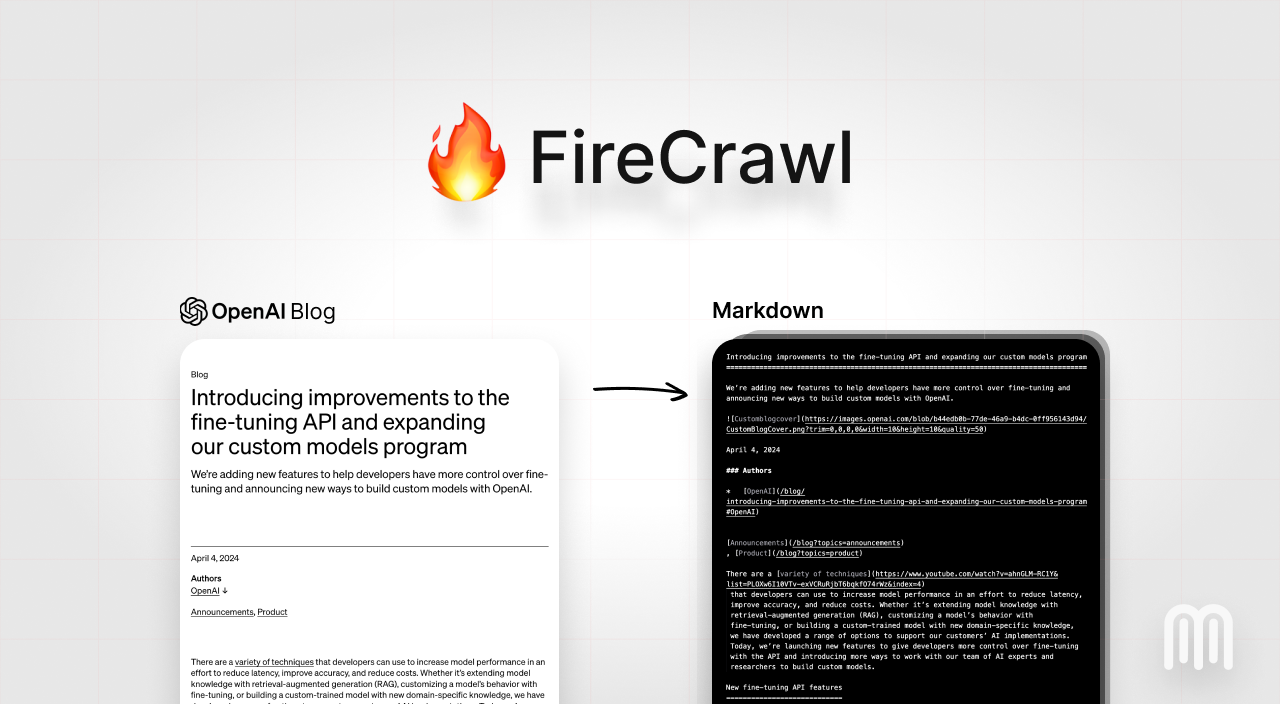 FireCrawl
OpenAI Blog
Blog
Introducing improvements to the
fine-tuning API and expanding
our custom models program
We're adding new features to help developers have more control over fine-
tuning and announcing new ways to build custom models with OpenAI.
April 4, 2024
Authors
OpenAI ↓
Announcements, Product
There are a variety of techniques that developers can use to increase model performance in an
effort to reduce latency, improve accuracy, and reduce costs. Whether it's extending model
knowledge with retrieval-augmented generation (RAG), customizing a model's behavior with
fine-tuning, or building a custom-trained model with new domain-specific knowledge, we have
Markdown
Introducing improvements to the fine-tuning API and expanding our custom models program
=======================================================================================
We're adding new features to help developers have more control over fine-tuning and
announcing new ways to build custom models with OpenAI.
![Customblogcover](https://images.openai.com/blob/b44edb0b-77de-46a9-b4dc-0ff956143d94/
CustomBlogCover.png?trim=0,0,0,0&width=10&height=10&quality=50)
April 4, 2024
### Authors
* [OpenAI](/blog/
introducing-improvements-to-the-fine-tuning-api-and-expanding-our-custom-models-program
#OpenAI)
[Announcements](/blog?topics=announcements)
, [Product](/blog?topics=product)
There are a [variety of techniques](https://www.youtube.com/watch?v=ahnGLM-RC1Y&
list=PLOXw6I10VTv-exVCRuRjbT6bqkfO74rWz&index=4)
that developers can use to increase model performance in an effort to reduce latency,
improve accuracy, and reduce costs. Whether it's extending model knowledge with
retrieval-augmented generation (RAG), customizing a model's behavior with
fine-tuning, or building a custom-trained model with new domain-specific knowledge,
we have developed a range of options to support our customers' AI implementations.
Today, we're launching new features to give developers more control over fine-tuning
with the API and introducing more ways to work with our team of AI experts and
researchers to build custom models.
New fine-tuning API features
============================